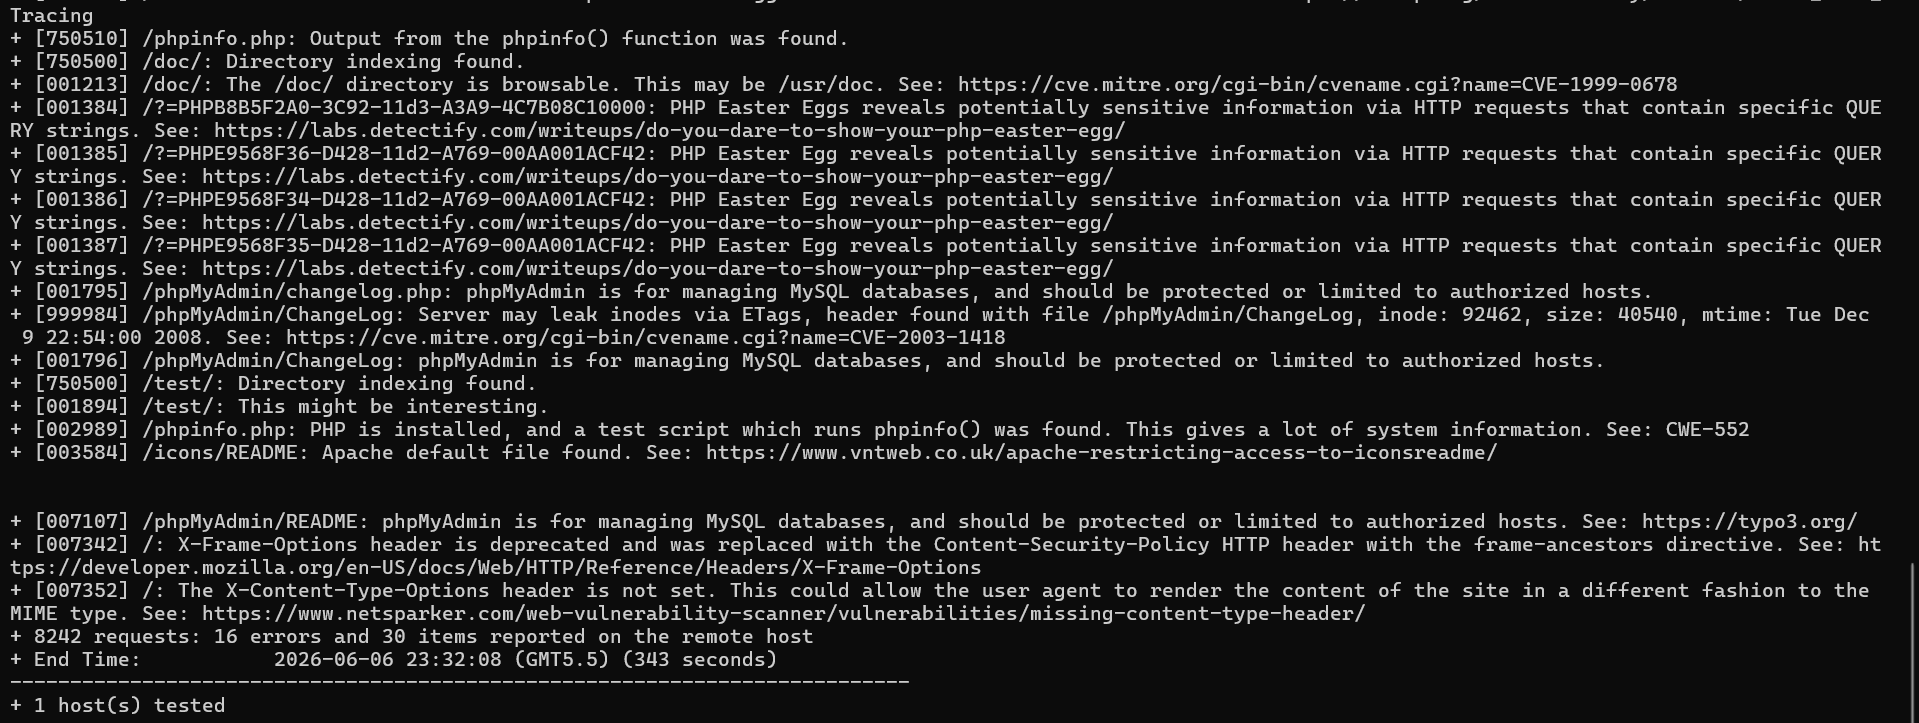 Tracing
+ [750510] /phpinfo.php: Output from the phpinfo() function was found.
+ [750500] /doc/: Directory indexing found.
+ [001213] /doc/: The /doc/ directory is browsable. This may be /usr/doc. See: https://cve.mitre.org/cgi-bin/cvename.cgi?name=CVE-1999-0678
+ [001384] /?=PHPB8B5F2A0-3C92-11d3-A3A9-4C7B08C10000: PHP Easter Eggs reveals potentially sensitive information via HTTP requests that contain specific QUE
RY strings. See: https://labs.detectify.com/writeups/do-you-dare-to-show-your-php-easter-egg/
+ [001385] /?=PHPE9568F36-D428-11d2-A769-00AA001ACF42: PHP Easter Egg reveals potentially sensitive information via HTTP requests that contain specific QUER
Y strings. See: https://labs.detectify.com/writeups/do-you-dare-to-show-your-php-easter-egg/
+ [001386] /?=PHPE9568F34-D428-11d2-A769-00AA001ACF42: PHP Easter Egg reveals potentially sensitive information via HTTP requests that contain specific QUER
Y strings. See: https://labs.detectify.com/writeups/do-you-dare-to-show-your-php-easter-egg/
+ [001387] /?=PHPE9568F35-D428-11d2-A769-00AA001ACF42: PHP Easter Egg reveals potentially sensitive information via HTTP requests that contain specific QUER
Y strings. See: https://labs.detectify.com/writeups/do-you-dare-to-show-your-php-easter-egg/
+ [001795] /phpMyAdmin/changelog.php: phpMyAdmin is for managing MySQL databases, and should be protected or limited to authorized hosts.
+ [999984] /phpMyAdmin/ChangeLog: Server may leak inodes via ETags, header found with file /phpMyAdmin/ChangeLog, inode: 92462, size: 40540, mtime: Tue Dec
 9 22:54:00 2008. See: https://cve.mitre.org/cgi-bin/cvename.cgi?name=CVE-2003-1418
+ [001796] /phpMyAdmin/ChangeLog: phpMyAdmin is for managing MySQL databases, and should be protected or limited to authorized hosts.
+ [750500] /test/: Directory indexing found.
+ [001894] /test/: This might be interesting.
+ [002989] /phpinfo.php: PHP is installed, and a test script which runs phpinfo() was found. This gives a lot of system information. See: CWE-552
+ [003584] /icons/README: Apache default file found. See: https://www.vntweb.co.uk/apache-restricting-access-to-iconsreadme/
+ [007107] /phpMyAdmin/README: phpMyAdmin is for managing MySQL databases, and should be protected or limited to authorized hosts. See: https://typo3.org/
+ [007342] /: X-Frame-Options header is deprecated and was replaced with the Content-Security-Policy HTTP header with the frame-ancestors directive. See: ht
tps://developer.mozilla.org/en-US/docs/Web/HTTP/Reference/Headers/X-Frame-Options
+ [007352] /: The X-Content-Type-Options header is not set. This could allow the user agent to render the content of the site in a different fashion to the
MIME type. See: https://www.netsparker.com/web-vulnerability-scanner/vulnerabilities/missing-content-type-header/
+ 8242 requests: 16 errors and 30 items reported on the remote host
+ End Time:           2026-06-06 23:32:08 (GMT5.5) (343 seconds)
---------------------------------------------------------------------------
+ 1 host(s) tested